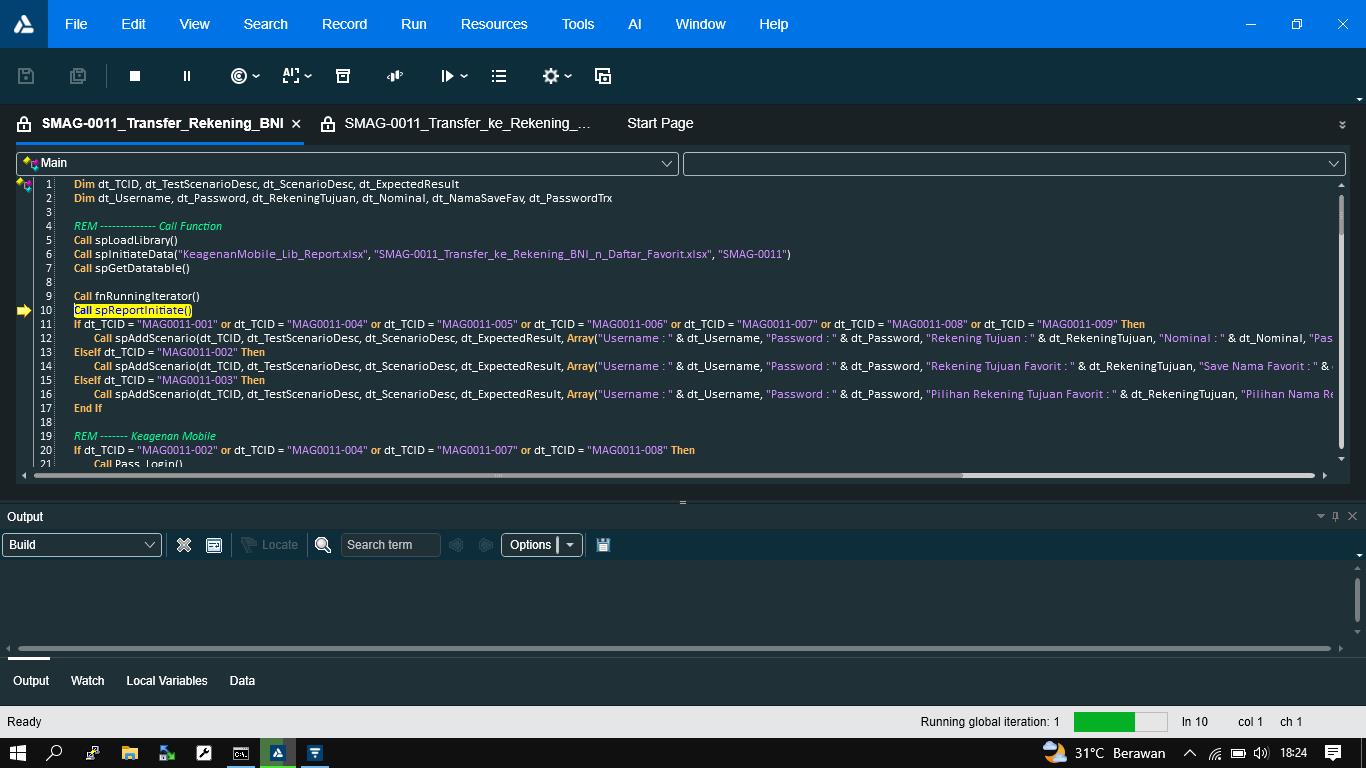 File Edit View Search Record Run Resources Tools AI Window Help
SMAG-0011_Transfer_Rekening_BNI SMAG-0011_Transfer_ke_Rekening_... Start Page
Main
1 Dim dt_TCID, dt_TestScenarioDesc, dt_ScenarioDesc, dt_ExpectedResult
2 Dim dt_Username, dt_Password, dt_RekeningTujuan, dt_Nominal, dt_NamaSaveFav, dt_PasswordTrx
3
4 REM -------------- Call Function
5 Call spLoadLibrary()
6 Call spInitiateData("KeagenanMobile_Lib_Report.xlsx", "SMAG-0011_Transfer_ke_Rekening_BNI_n_Daftar_Favorit.xlsx", "SMAG-0011")
7 Call spGetDatatable()
8
9 Call fnRunningIterator()
10 Call spReportInitiate()
11 If dt_TCID = "MAG0011-001" or dt_TCID = "MAG0011-004" or dt_TCID = "MAG0011-005" or dt_TCID = "MAG0011-006" or dt_TCID = "MAG0011-007" or dt_TCID = "MAG0011-008" or dt_TCID = "MAG0011-009" Then
12 Call spAddScenario(dt_TCID, dt_TestScenarioDesc, dt_ScenarioDesc, dt_ExpectedResult, Array("Username : " & dt_Username, "Password : " & dt_Password, "Rekening Tujuan : " & dt_RekeningTujuan, "Nominal : " & dt_Nominal, "Pas
13 ElseIf dt_TCID = "MAG0011-002" Then
14 Call spAddScenario(dt_TCID, dt_TestScenarioDesc, dt_ScenarioDesc, dt_ExpectedResult, Array("Username : " & dt_Username, "Password : " & dt_Password, "Rekening Tujuan Favorit : " & dt_RekeningTujuan, "Save Nama Favorit : " &
15 ElseIf dt_TCID = "MAG0011-003" Then
16 Call spAddScenario(dt_TCID, dt_TestScenarioDesc, dt_ScenarioDesc, dt_ExpectedResult, Array("Username : " & dt_Username, "Password : " & dt_Password, "Pilihan Rekening Tujuan Favorit : " & dt_RekeningTujuan, "Pilihan Nama Re
17 End If
18
19 REM ------- Keagenan Mobile
20 If dt_TCID = "MAG0011-002" or dt_TCID = "MAG0011-004" or dt_TCID = "MAG0011-007" or dt_TCID = "MAG0011-008" Then
21 Call Pass_Login()
Output
Build Locate Search term Options
Output Watch Local Variables Data
Ready Running global iteration: 1 ln 10 col 1 ch 1
31°C Berawan 18:24